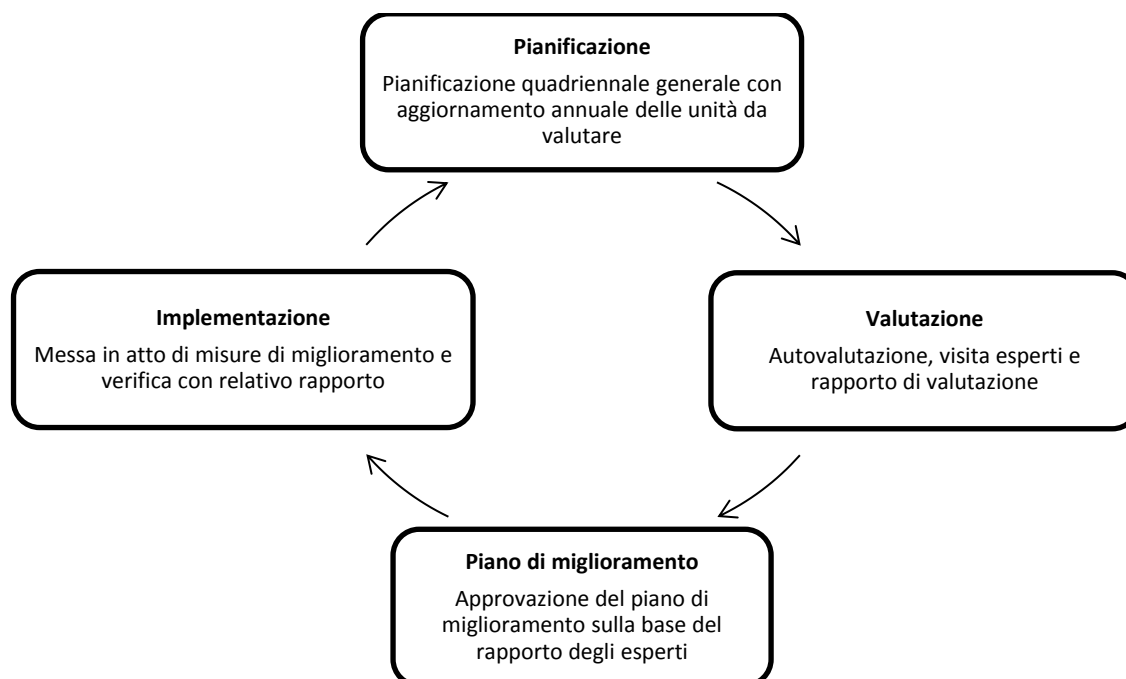 Pianificazione
Pianificazione quadriennale generale con
aggiornamento annuale delle unità da
valutare
Implementazione
Messa in atto di misure di miglioramento e
verifica con relativo rapporto
Valutazione
Autovalutazione, visita esperti e
rapporto di valutazione
Piano di miglioramento
Approvazione del piano di
miglioramento sulla base del
rapporto degli esperti